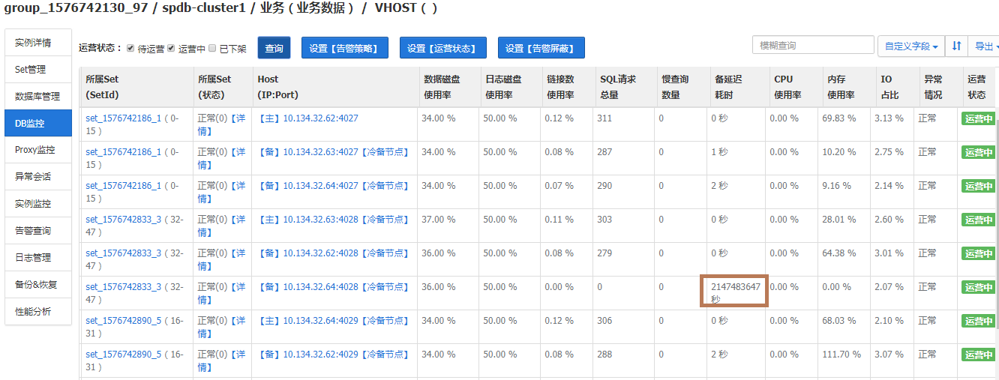 group_1576742130_97 / spdb-cluster1 / 业务（业务数据） / VHOST ( )
实例详情
Set管理
数据库管理
DB监控
Proxy监控
异常会话
实例监控
告警查询
日志管理
备份&恢复
性能分析
运营状态： 待运营 运营中 已下架 查询 设置【告警策略】 设置【运营状态】 设置【告警屏蔽】 模糊查询 自定义字段 导出
所属Set 所属Set Host 数据磁盘 日志磁盘 链接数 SQL请求 慢查询 备延迟 CPU 内存 IO 异常 运营
(SetId) (状态) (IP:Port) 使用率 使用率 使用率 总量 数量 耗时 使用率 使用率 占比 情况 状态
set_1576742186_1 ( 0- 正常(0)【详 【主】10.134.32.62:4027 34.00 % 50.00 % 0.12 % 311 0 0 秒 0.00 % 69.83 % 3.13 % 正常 运营中
15 ) 情】
set_1576742186_1 ( 0- 正常(0)【详 【备】10.134.32.63:4027【冷备节点】 34.00 % 50.00 % 0.08 % 287 0 1 秒 0.00 % 10.20 % 2.75 % 正常 运营中
15 ) 情】
set_1576742186_1 ( 0- 正常(0)【详 【备】10.134.32.64:4027【冷备节点】 34.00 % 50.00 % 0.07 % 290 0 2 秒 0.00 % 9.16 % 2.14 % 正常 运营中
15 ) 情】
set_1576742833_3 ( 32- 正常(0)【详 【主】10.134.32.63:4028【冷备节点】 37.00 % 50.00 % 0.11 % 303 0 0 秒 0.00 % 28.01 % 2.60 % 正常 运营中
47 ) 情】
set_1576742833_3 ( 32- 正常(0)【详 【备】10.134.32.62:4028【冷备节点】 36.00 % 50.00 % 0.08 % 279 0 0 秒 0.00 % 64.38 % 3.01 % 正常 运营中
47 ) 情】
set_1576742833_3 ( 32- 正常(0)【详 【备】10.134.32.64:4028【冷备节点】 36.00 % 50.00 % 0.00 % 0 0 2147483647 0.00 % 0.00 % 2.07 % 正常 运营中
47 ) 情】 秒
set_1576742890_5 ( 16- 正常(0)【详 【主】10.134.32.64:4029【冷备节点】 34.00 % 50.00 % 0.12 % 306 0 0 秒 0.00 % 68.03 % 2.10 % 正常 运营中
31 ) 情】
set_1576742890_5 ( 16- 正常(0)【详 【备】10.134.32.62:4029【冷备节点】 34.00 % 50.00 % 0.08 % 288 0 2 秒 0.00 % 111.70 % 3.07 % 正常 运营中
31 ) 情】